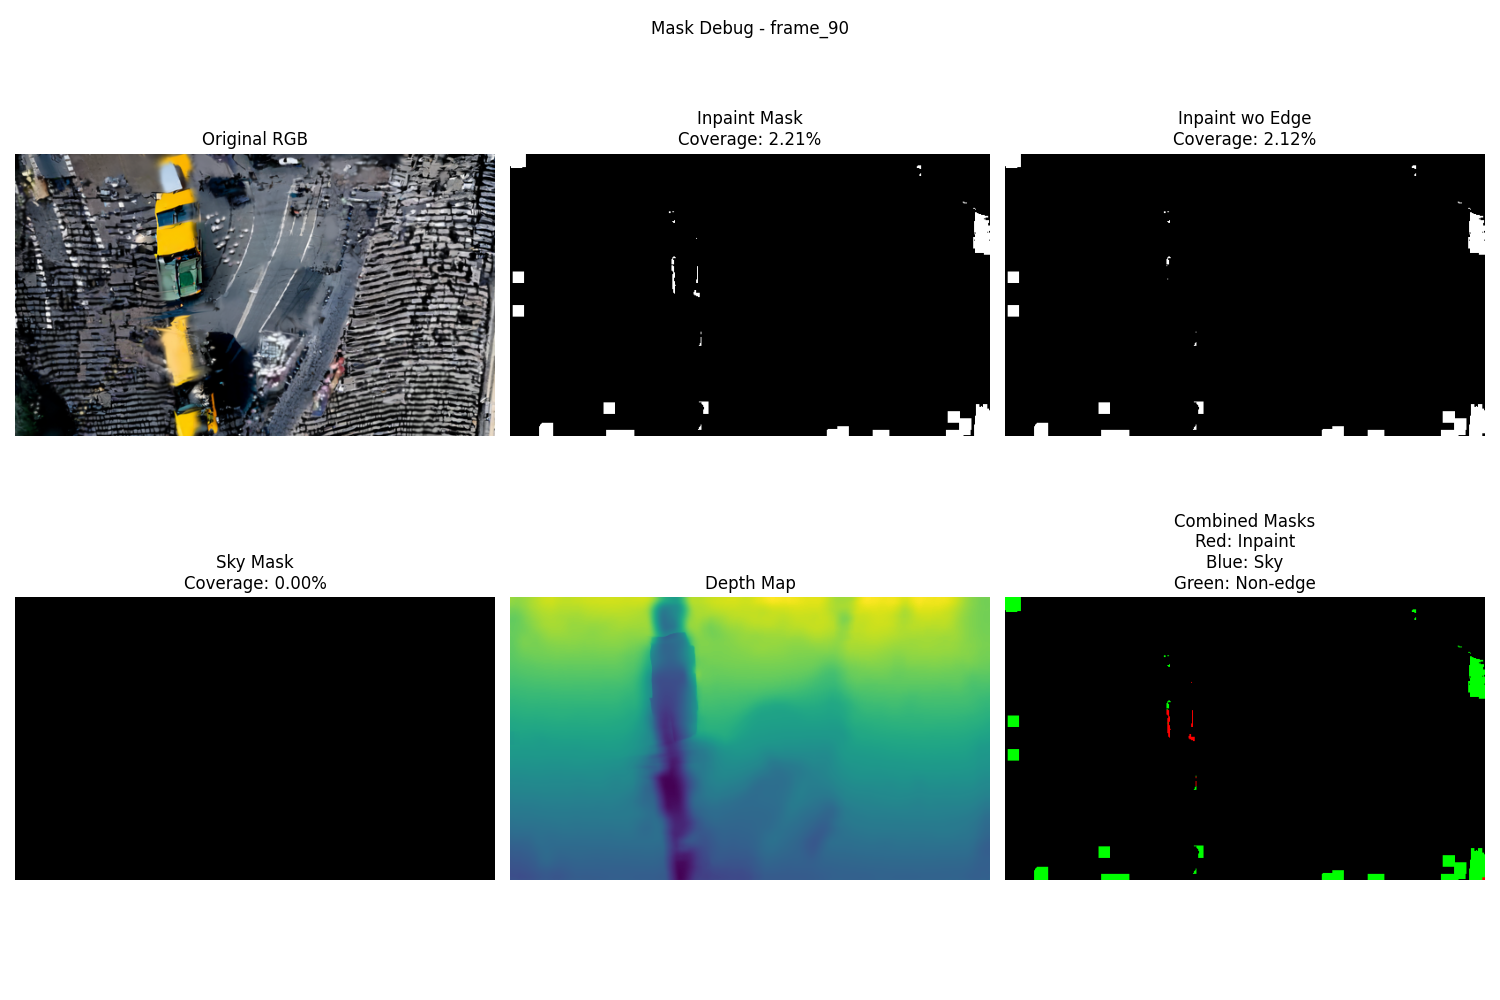 Mask Debug - frame_90
Original RGB
Inpaint Mask
Coverage: 2.21%
Inpaint wo Edge
Coverage: 2.12%
Sky Mask
Coverage: 0.00%
Depth Map
Combined Masks
Red: Inpaint
Blue: Sky
Green: Non-edge